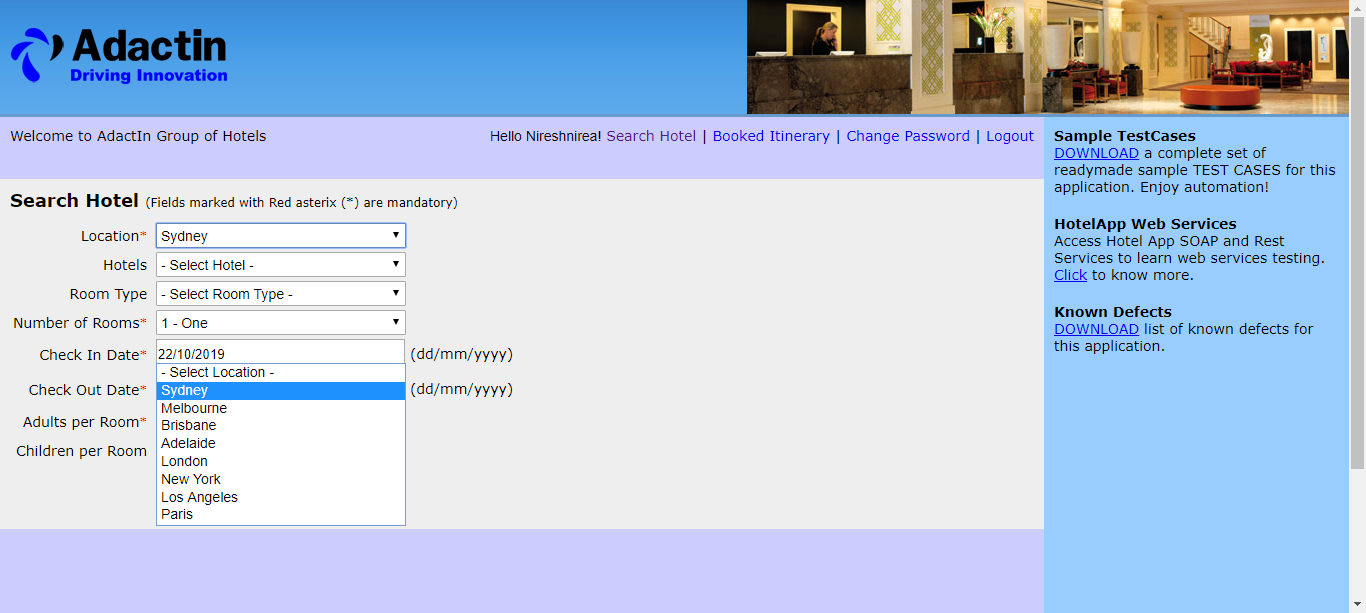 Adactin
Driving Innovation
Welcome to AdactIn Group of Hotels
Hello Nireshnirea! Search Hotel | Booked Itinerary | Change Password | Logout
Search Hotel (Fields marked with Red asterix (*) are mandatory)
Location* Sydney
Hotels - Select Hotel -
Room Type - Select Room Type -
Number of Rooms* 1 - One
Check In Date* 22/10/2019 (dd/mm/yyyy)
- Select Location -
Check Out Date* Sydney (dd/mm/yyyy)
Melbourne
Adults per Room* Brisbane
Adelaide
Children per Room
London
New York
Los Angeles
Paris
Sample TestCases
DOWNLOAD a complete set of
readymade sample TEST CASES for this
application. Enjoy automation!
HotelApp Web Services
Access Hotel App SOAP and Rest
Services to learn web services testing.
Click to know more.
Known Defects
DOWNLOAD list of known defects for
this application.